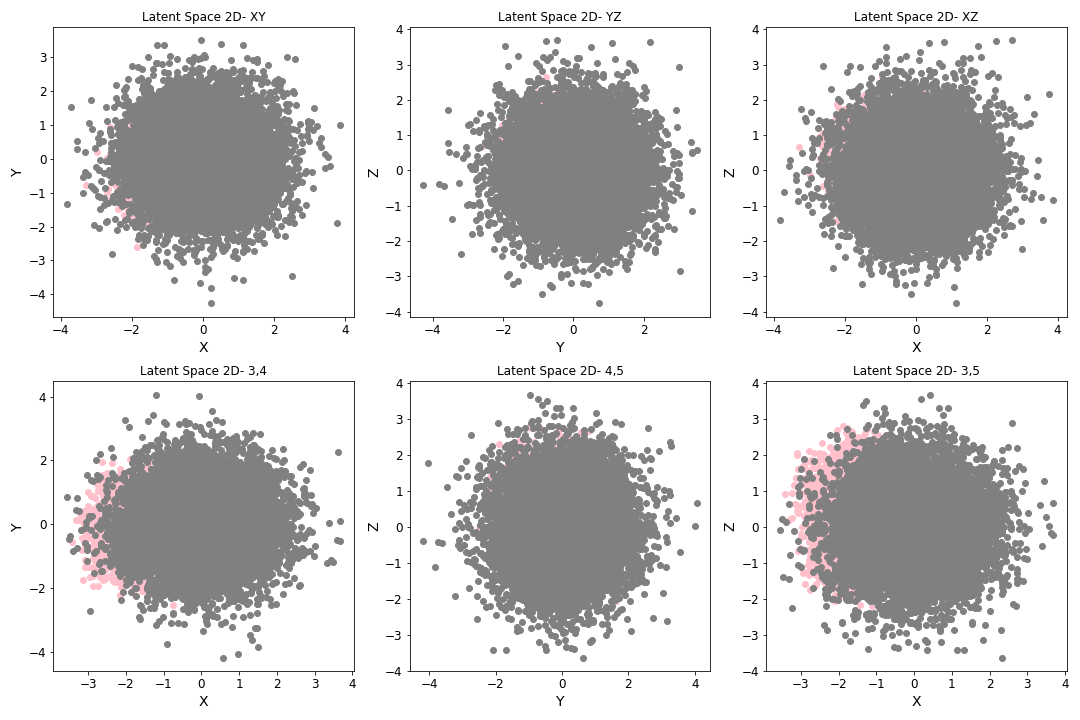 Latent Space 2D- XY
3
2
1
0
−1
−2
−3
−4
Y
−4 −2 0 2 4
X
Latent Space 2D- YZ
4
3
2
1
0
−1
−2
−3
−4
Z
−4 −2 0 2
Y
Latent Space 2D- XZ
4
3
2
1
0
−1
−2
−3
−4
Z
−4 −2 0 2 4
X
Latent Space 2D- 3,4
4
2
0
−2
−4
Y
−3 −2 −1 0 1 2 3 4
X
Latent Space 2D- 4,5
4
3
2
1
0
−1
−2
−3
−4
Z
−4 −2 0 2 4
Y
Latent Space 2D- 3,5
4
3
2
1
0
−1
−2
−3
−4
Z
−3 −2 −1 0 1 2 3 4
X